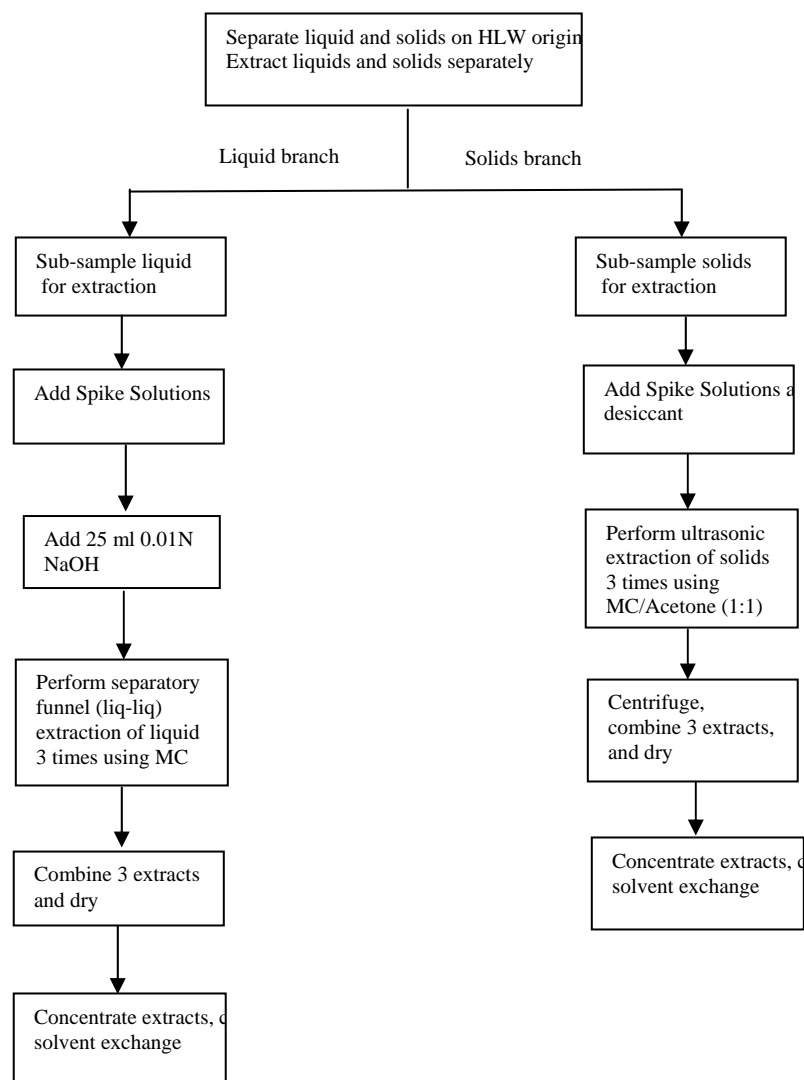 Separate liquid and solids on HLW origin
Extract liquids and solids separately
Liquid branch
Solids branch
Sub-sample liquid
for extraction
Add Spike Solutions
Add 25 ml 0.01N
NaOH
Perform separatory
funnel (liq-liq)
extraction of liquid
3 times using MC
Combine 3 extracts
and dry
Concentrate extracts,
solvent exchange
Sub-sample solids
for extraction
Add Spike Solutions
desiccant
Perform ultrasonic
extraction of solids
3 times using
MC/Acetone (1:1)
Centrifuge,
combine 3 extracts,
and dry
Concentrate extracts,
solvent exchange